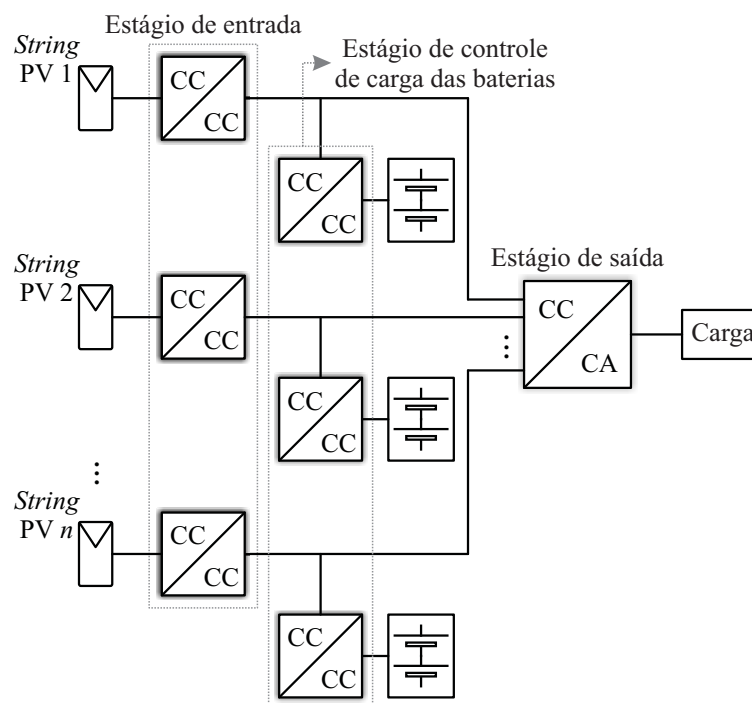 Estágio de entrada
String
PV 1
CC
CC
Estágio de controle
de carga das baterias
CC
CC
String
PV 2
CC
CC
Estágio de saída
CC
CA
Carga
...
CC
CC
...
String
PV n
CC
CC
CC
CC